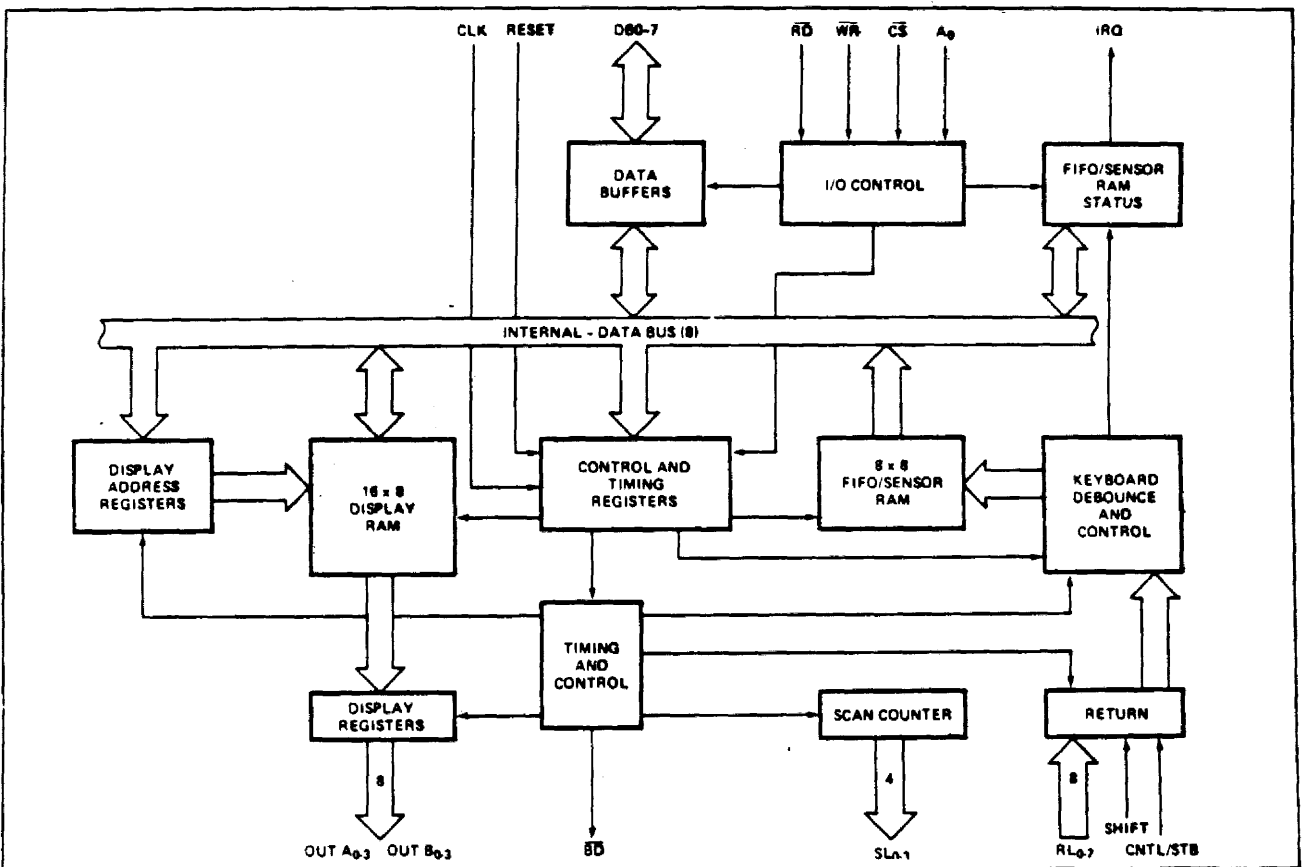 CLK RESET DB0-7 RD WR CS A0 IRQ
DATA
BUFFERS
I/O CONTROL
FIFO/SENSOR
RAM
STATUS
INTERNAL - DATA BUS (8)
DISPLAY
ADDRESS
REGISTERS
16 x 8
DISPLAY
RAM
CONTROL AND
TIMING
REGISTERS
8 x 8
FIFO/SENSOR
RAM
KEYBOARD
DEBOUNCE
AND
CONTROL
TIMING
AND
CONTROL
DISPLAY
REGISTERS
SCAN COUNTER
RETURN
8
4
8
SHIFT
OUT A0-3 OUT B0-3 BD SL0-3 RL0-7 CNTL/STB